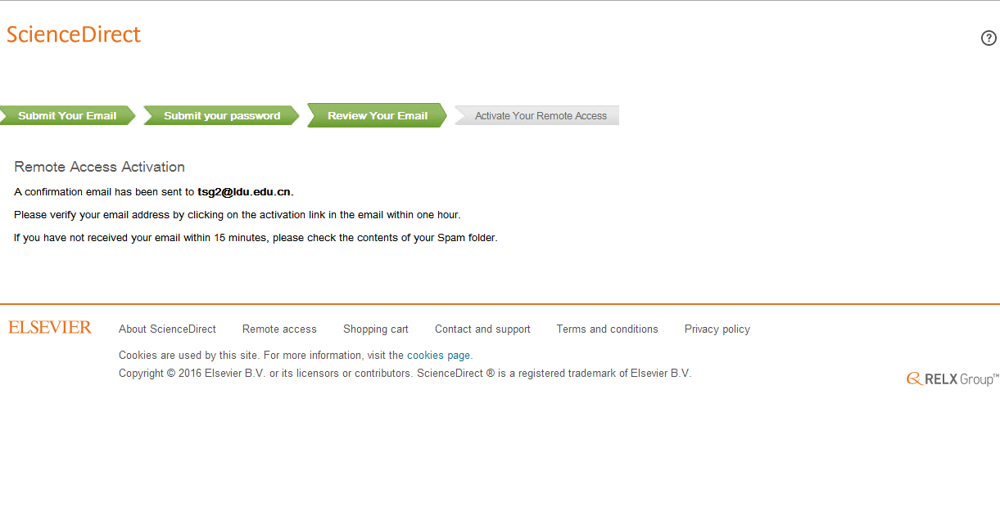 ScienceDirect
?
Submit Your Email
Submit your password
Review Your Email
Activate Your Remote Access
Remote Access Activation
A confirmation email has been sent to tsg2@ldu.edu.cn.
Please verify your email address by clicking on the activation link in the email within one hour.
If you have not received your email within 15 minutes, please check the contents of your Spam folder.
ELSEVIER
About ScienceDirect
Remote access
Shopping cart
Contact and support
Terms and conditions
Privacy policy
Cookies are used by this site. For more information, visit the cookies page.
Copyright © 2016 Elsevier B.V. or its licensors or contributors. ScienceDirect ® is a registered trademark of Elsevier B.V.
RELX Group™